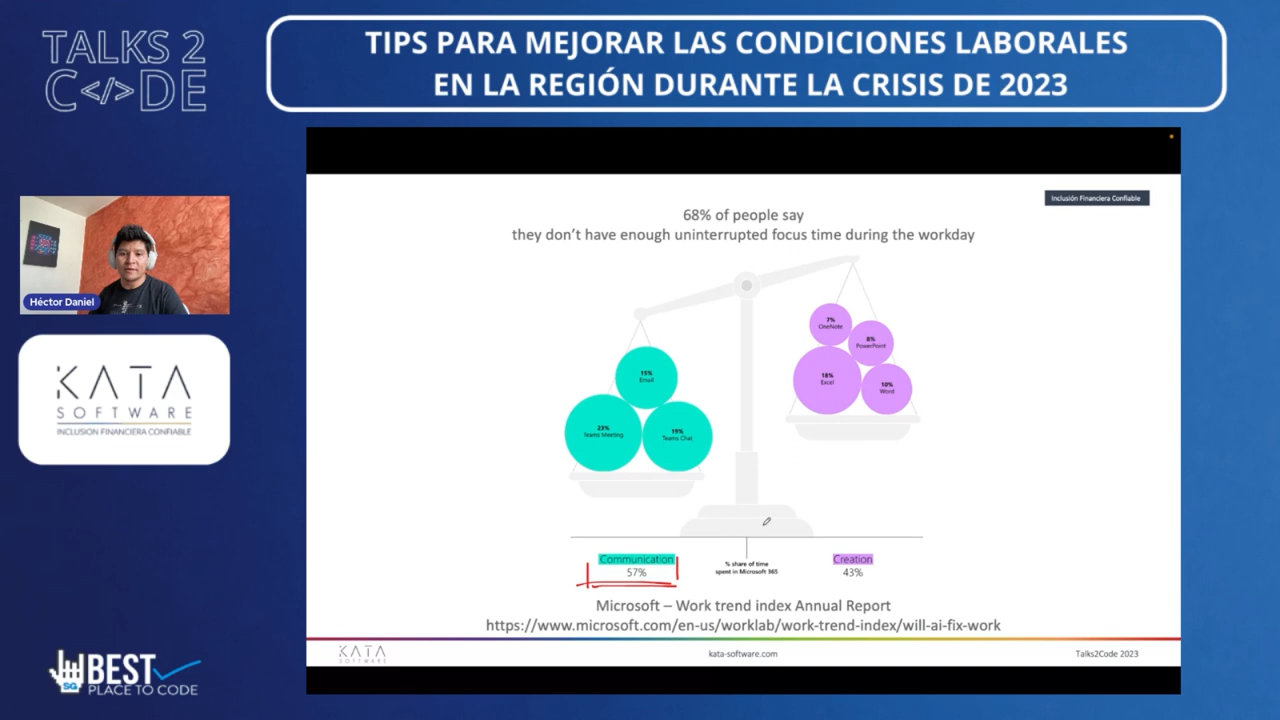 TALKS 2
C</>DE
TIPS PARA MEJORAR LAS CONDICIONES LABORALES
EN LA REGIÓN DURANTE LA CRISIS DE 2023
Héctor Daniel
KATA
SOFTWARE
INCLUSIÓN FINANCIERA CONFIABLE
SG
BEST
PLACE TO CODE
Inclusión Financiera Confiable
68% of people say
they don't have enough uninterrupted focus time during the workday
15%
Email
23%
Teams Meeting
19%
Teams Chat
7%
OneNote
8%
PowerPoint
18%
Excel
10%
Word
Communication
57%
% share of time
spent in Microsoft 365
Creation
43%
Microsoft – Work trend index Annual Report
https://www.microsoft.com/en-us/worklab/work-trend-index/will-ai-fix-work
KATA
SOFTWARE
kata-software.com
Talks2Code 2023